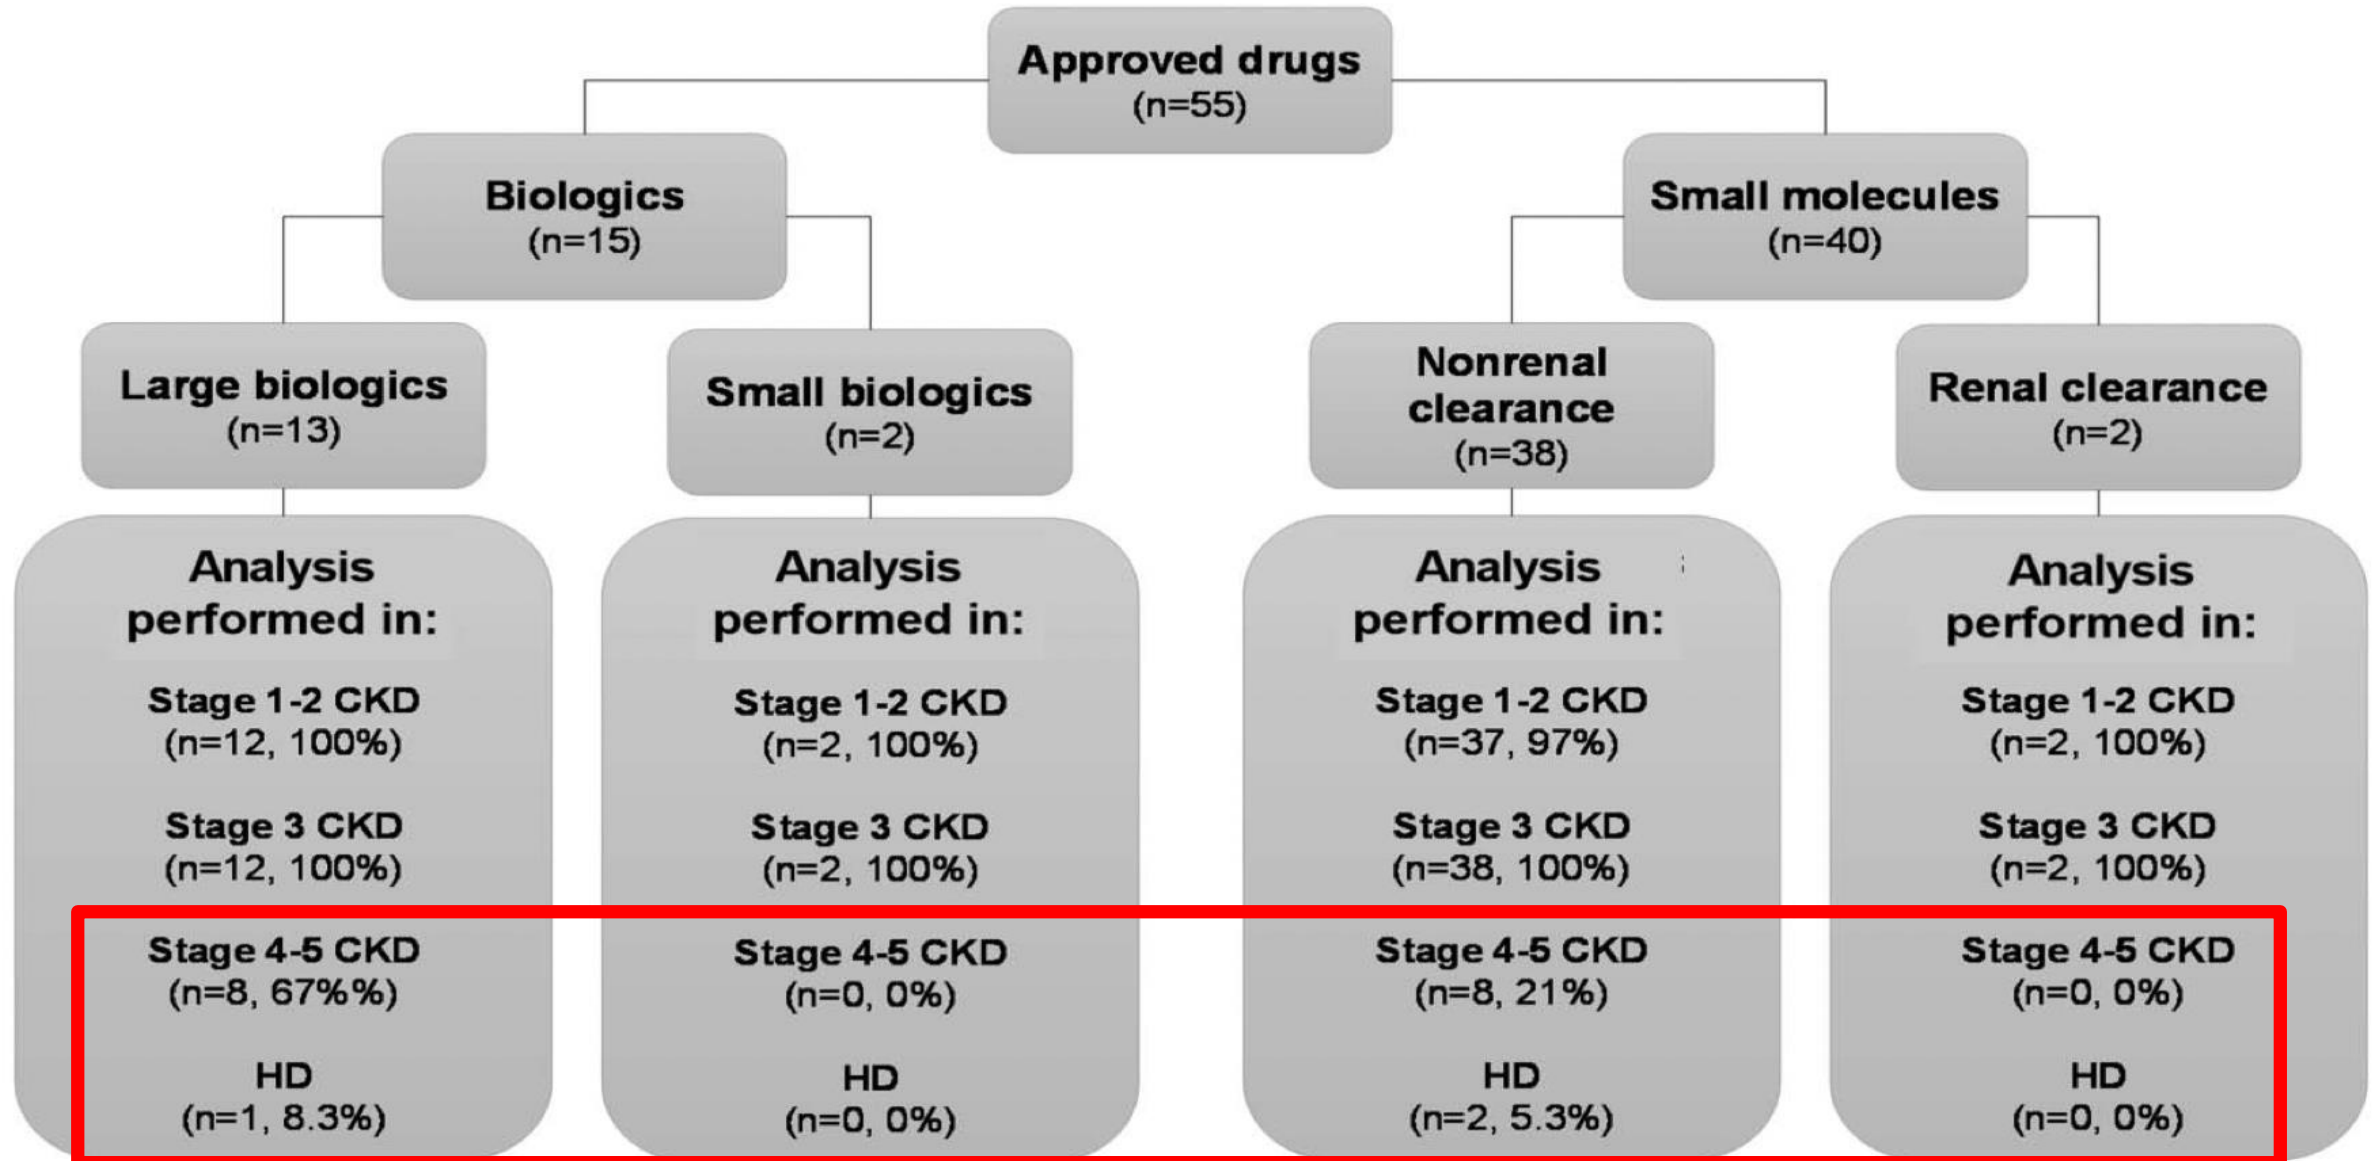 Approved drugs
(n=55)
Biologics
(n=15)
Small molecules
(n=40)
Large biologics
(n=13)
Small biologics
(n=2)
Nonrenal
clearance
(n=38)
Renal clearance
(n=2)
Analysis
performed in:
Stage 1-2 CKD
(n=12, 100%)
Stage 3 CKD
(n=12, 100%)
Stage 4-5 CKD
(n=8, 67%%)
HD
(n=1, 8.3%)
Analysis
performed in:
Stage 1-2 CKD
(n=2, 100%)
Stage 3 CKD
(n=2, 100%)
Stage 4-5 CKD
(n=0, 0%)
HD
(n=0, 0%)
Analysis
performed in:
Stage 1-2 CKD
(n=37, 97%)
Stage 3 CKD
(n=38, 100%)
Stage 4-5 CKD
(n=8, 21%)
HD
(n=2, 5.3%)
Analysis
performed in:
Stage 1-2 CKD
(n=2, 100%)
Stage 3 CKD
(n=2, 100%)
Stage 4-5 CKD
(n=0, 0%)
HD
(n=0, 0%)